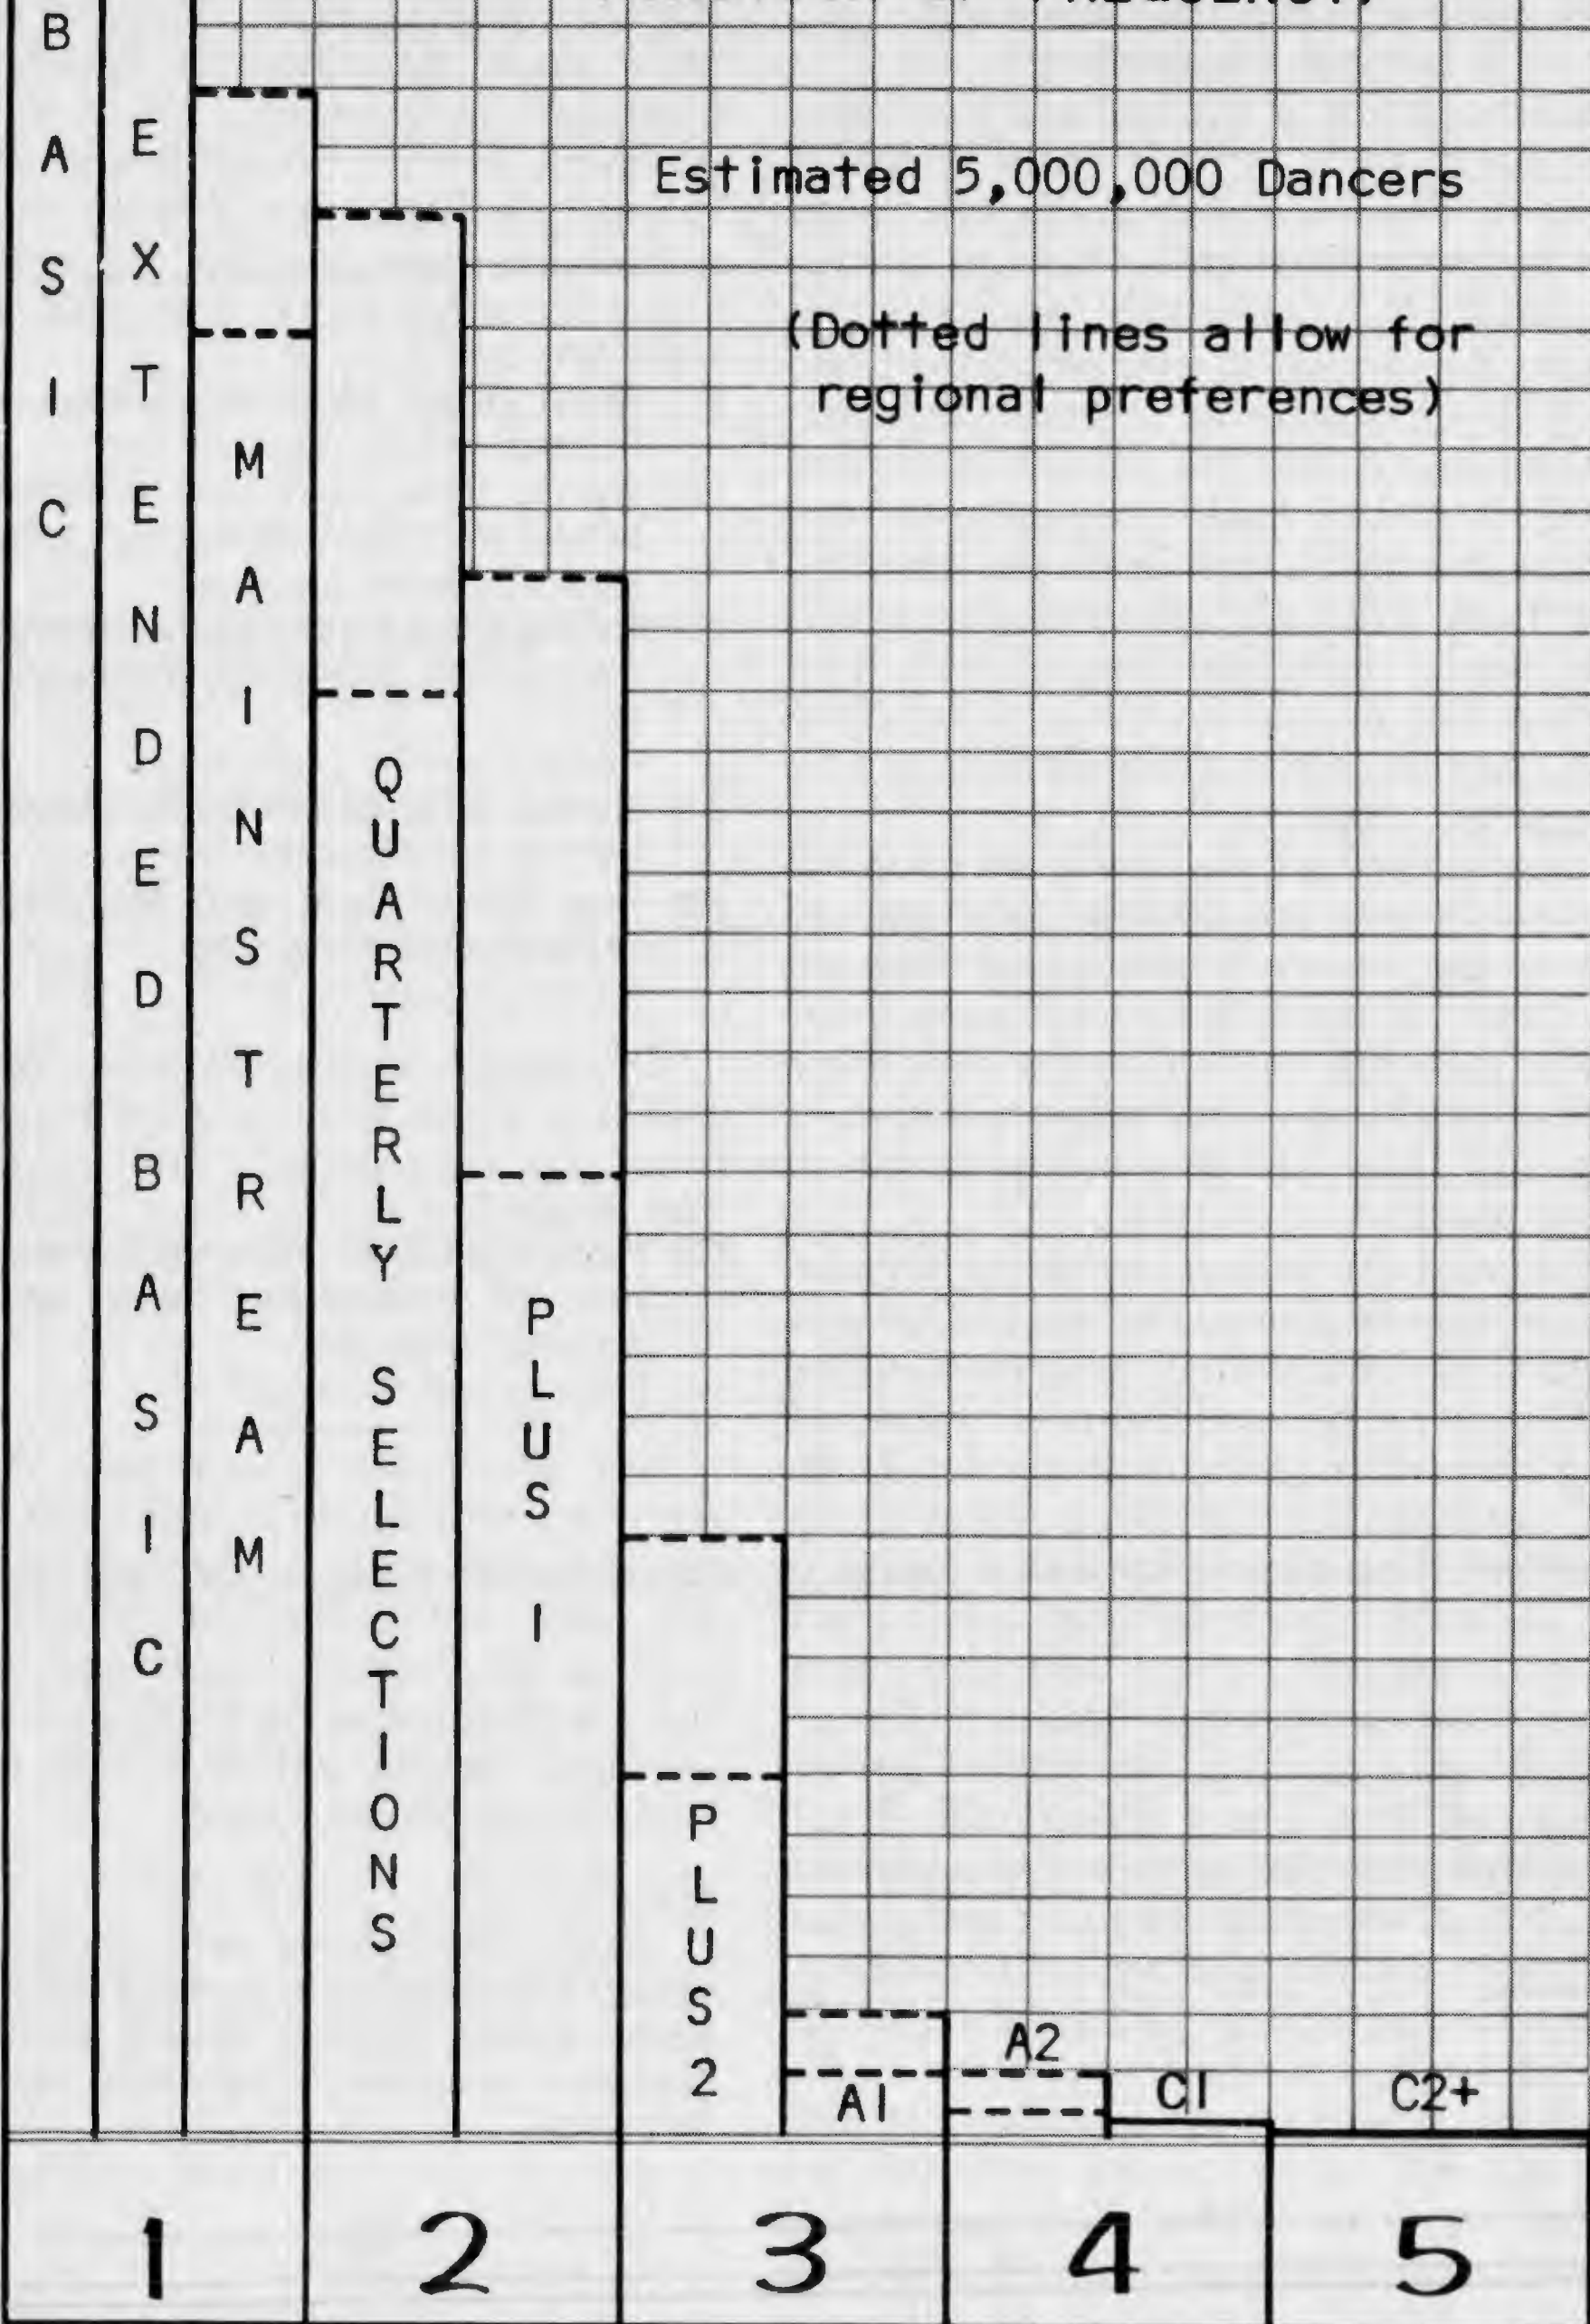 Estimated 5,000,000 Dancers
(Dotted lines allow for
regional preferences)
BASIC
EXTENDED BASIC
MAINSTREAM
QUARTERLY SELECTIONS
PLUS I
PLUS 2
A1
A2
C1
C2+
1
2
3
4
5